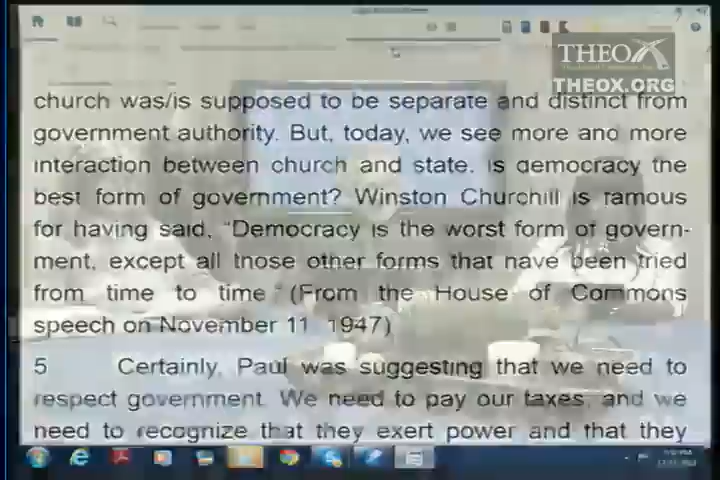 THEOX
THEOX.ORG
church was/is supposed to be separate and distinct from
government authority. But, today, we see more and more
interaction between church and state. Is democracy the
best form of government? Winston Churchill is famous
for having said, “Democracy is the worst form of govern-
ment, except all those other forms that have been tried
from time to time” (From the House of Commons
speech on November 11, 1947)
5 Certainly, Paul was suggesting that we need to
respect government. We need to pay our taxes, and we
need to recognize that they exert power and that they